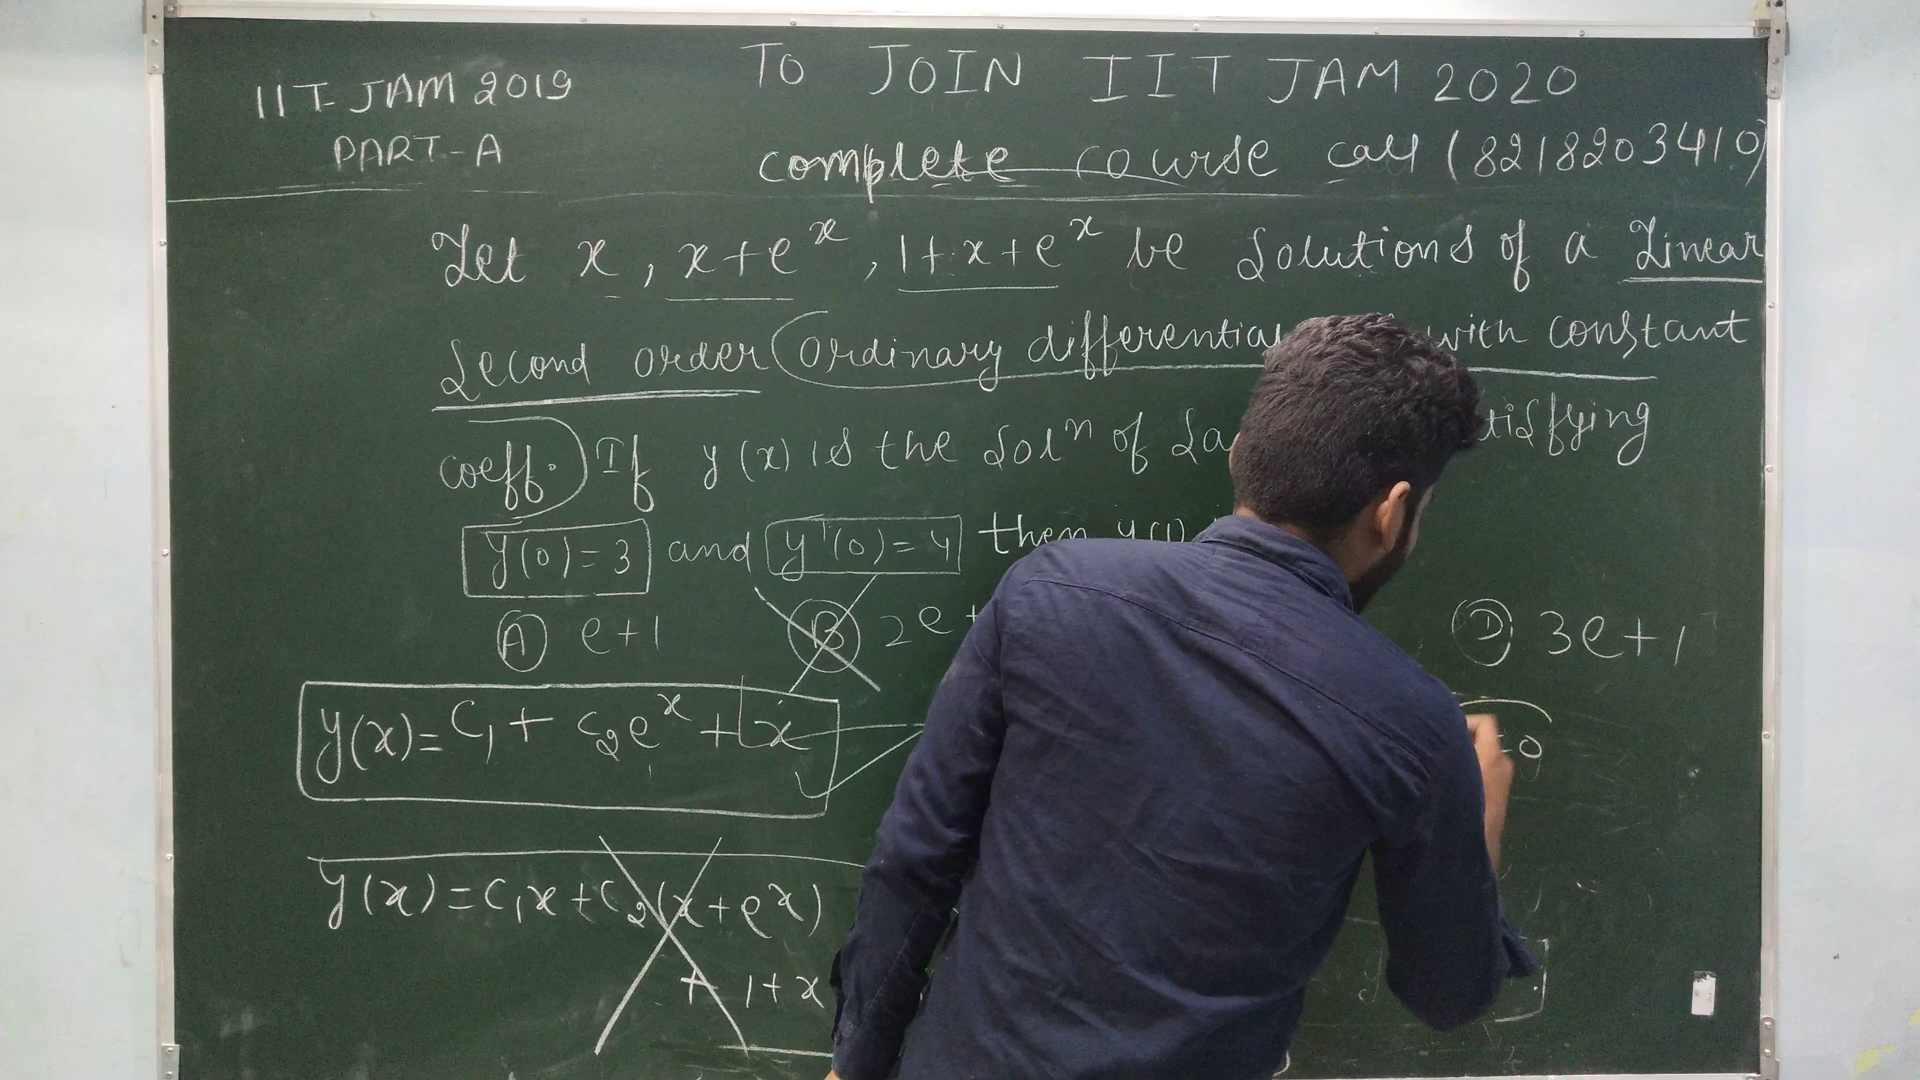 IIT-JAM 2019
PART-A
TO JOIN IIT JAM 2020
complete course call (8218203410)
Let x, x+e^x, 1+x+e^x be Solutions of a Linear
Second order (Ordinary differential with constant
coeff.) If y(x) is the Sol^n of
y(0)=3 and y'(0)=4 then y(1)
(A) e+1 (B) 2e+ (D) 3e+1
y(x)=C₁+C₂e^x+x
=0
y(x)=C₁x+C₂(x+e^x)
+ 1+x